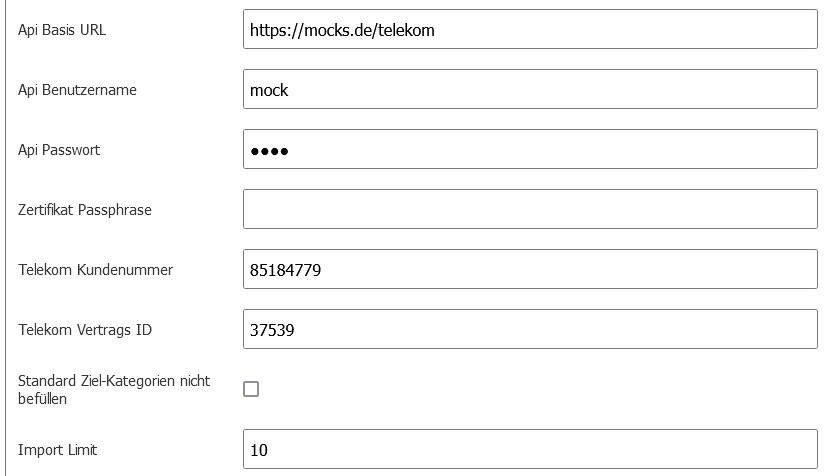 Api Basis URL
https://mocks.de/telekom
Api Benutzername
mock
Api Passwort
••••
Zertifikat Passphrase
Telekom Kundenummer
85184779
Telekom Vertrags ID
37539
Standard Ziel-Kategorien nicht
befüllen
Import Limit
10